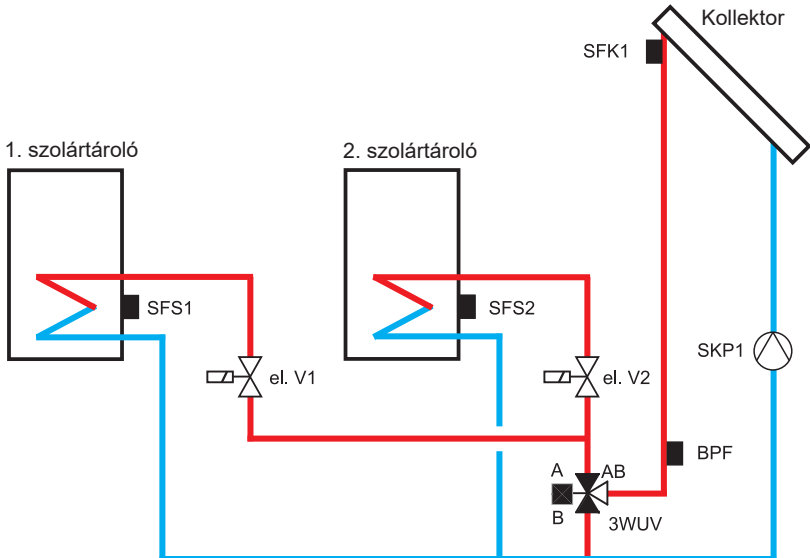 Kollektor
SFK1
1. szolártároló
2. szolártároló
SFS1
SFS2
SKP1
el. V1
el. V2
BPF
A
AB
B
3WUV